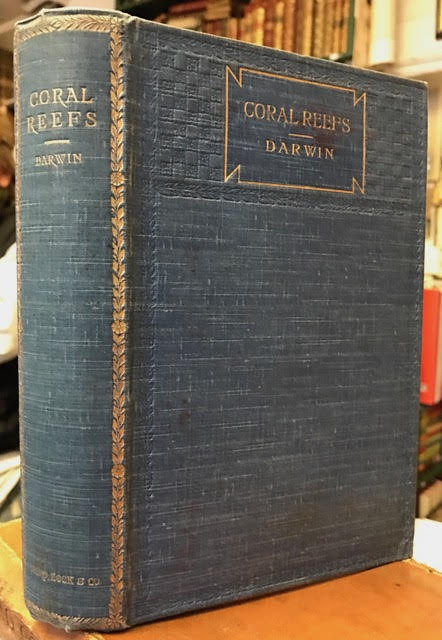 CORAL
REEFS
DARWIN
LOCK & CO
CORAL REEFS
DARWIN